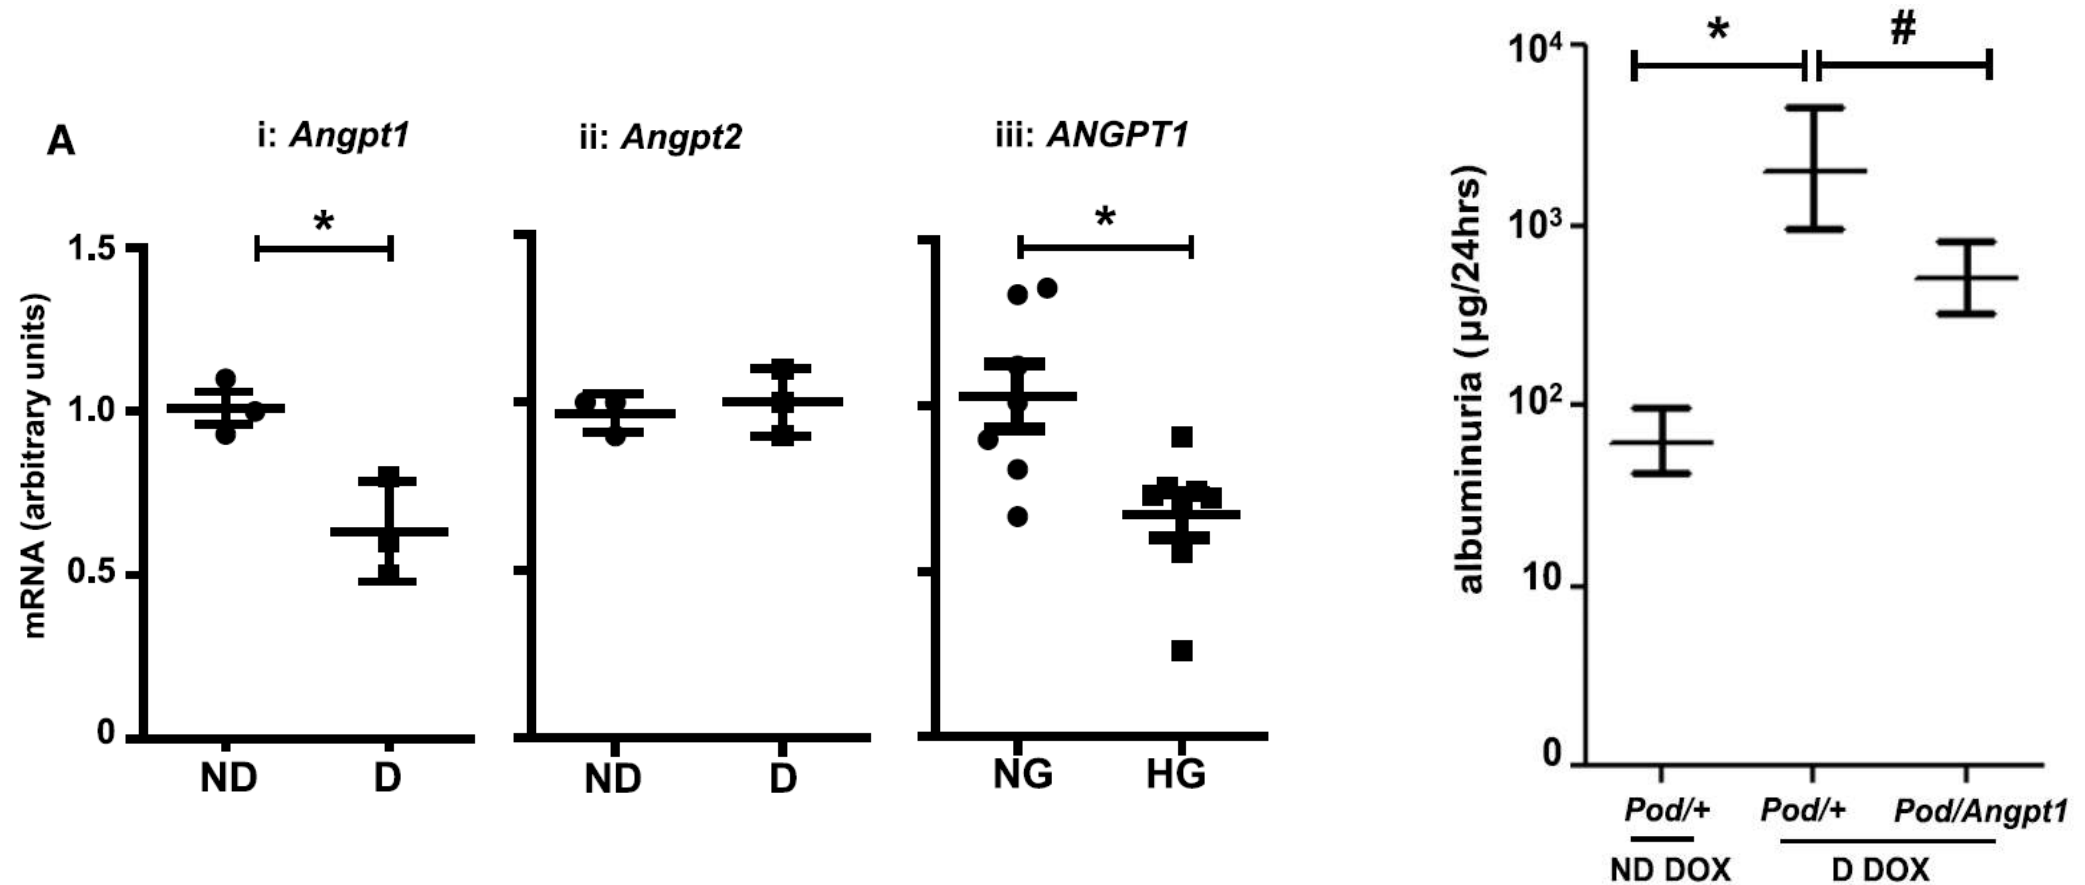 A
i: Angpt1
ii: Angpt2
iii: ANGPT1
*
*
mRNA (arbitrary units)
1.5
1.0
0.5
0
ND
D
ND
D
NG
HG
*
#
albuminuria (µg/24hrs)
10⁴
10³
10²
10
0
Pod/+
Pod/+
Pod/Angpt1
ND DOX
D DOX